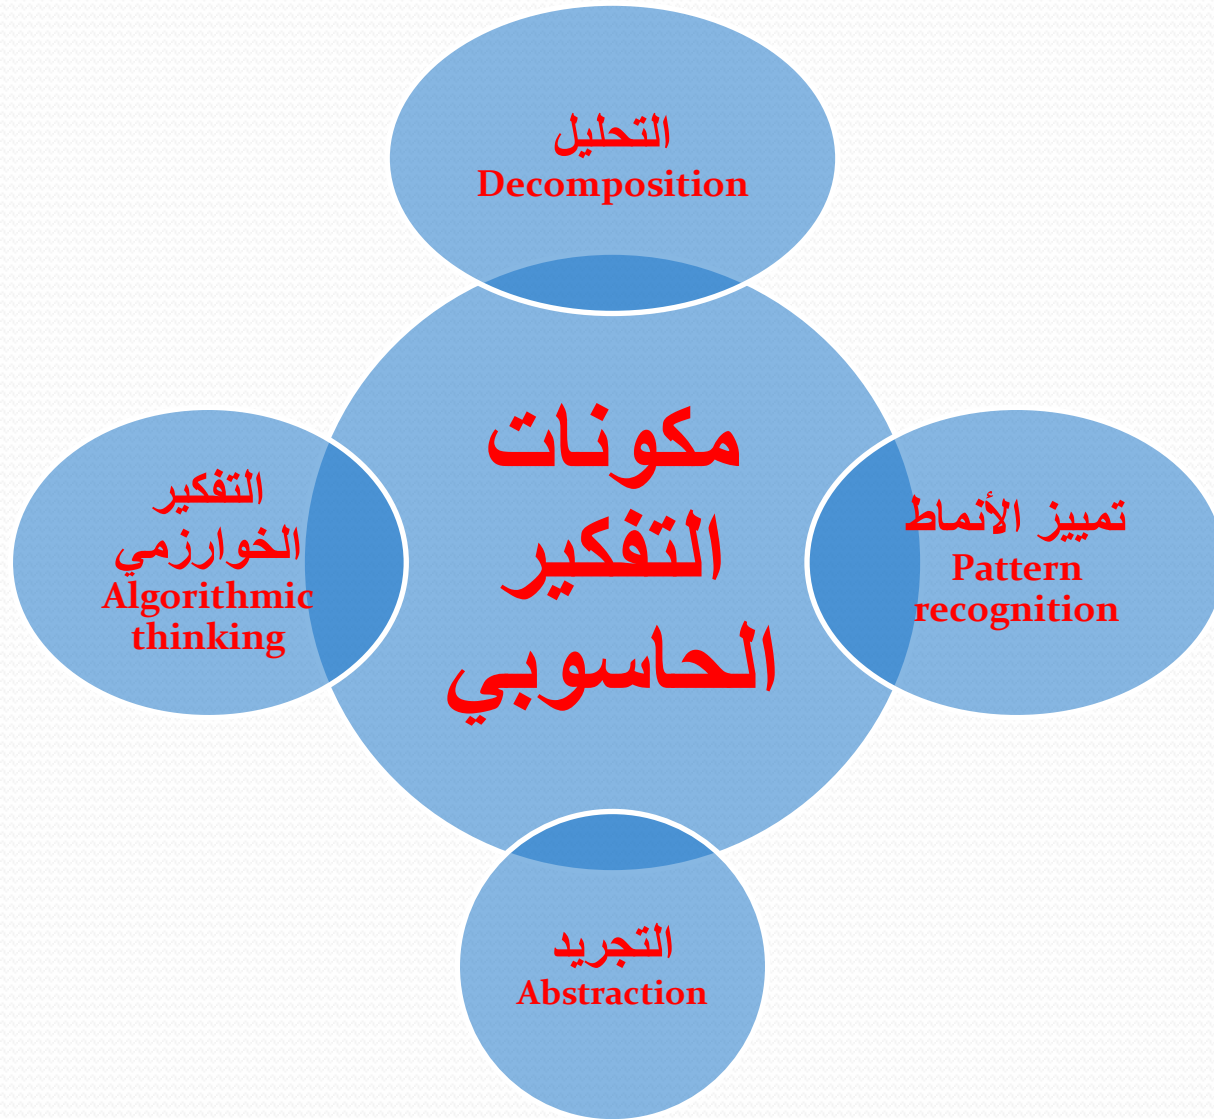 التحليل
Decomposition
مكونات
التفكير
الحاسوبي
تمييز الأنماط
Pattern
recognition
التفكير
الخوارزمي
Algorithmic
thinking
التجريد
Abstraction